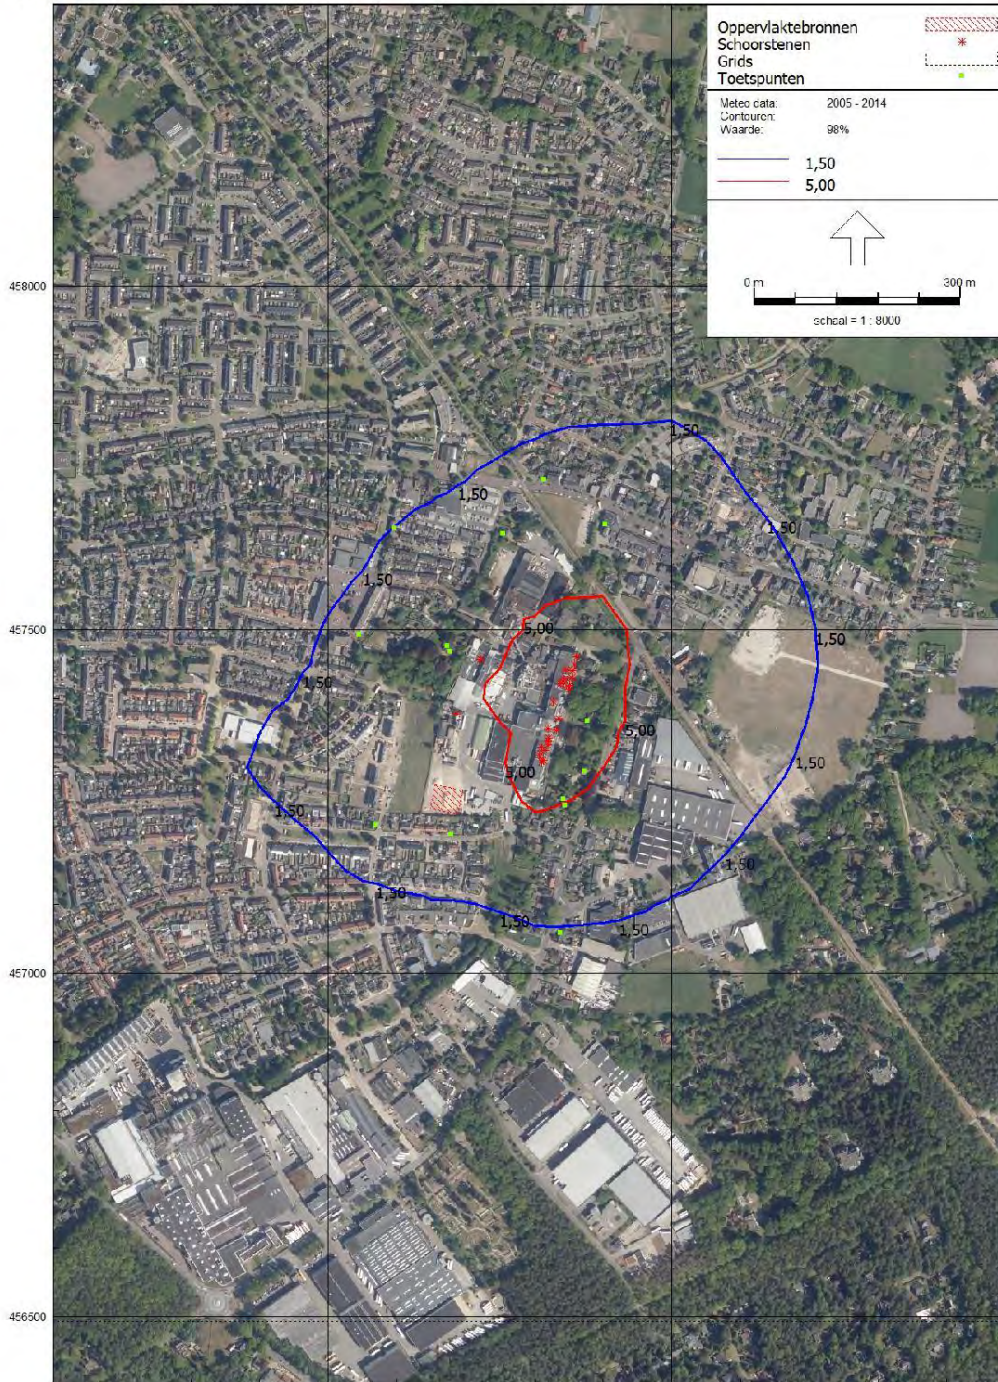 Oppervlaktebronnen
Schoorstenen
Grids
Toetspunten
Meteo data: 2005 - 2014
Contouren:
Waarde: 98%
1,50
5,00
0 m 300 m
schaal = 1 : 8000
458000
1,50
1,50
1,50
1,50
457500
5,00
1,50
1,50
5,00
1,50
5,00
1,50
1,50
1,50
1,50
1,50
457000
456500